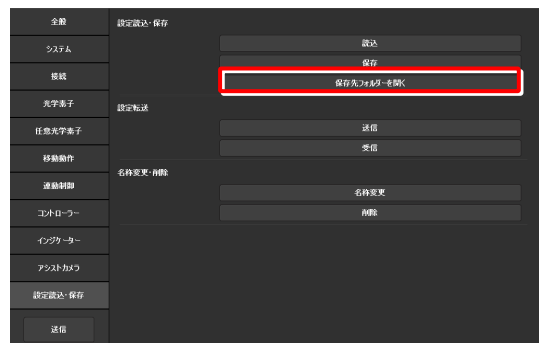 全般
システム
接続
光学素子
任意光学素子
移動動作
連動制御
コントローラー
インジケーター
アシストカメラ
設定読込・保存
送信
設定読込・保存
読込
保存
保存先フォルダーを開く
設定転送
送信
受信
名称変更・削除
名称変更
削除